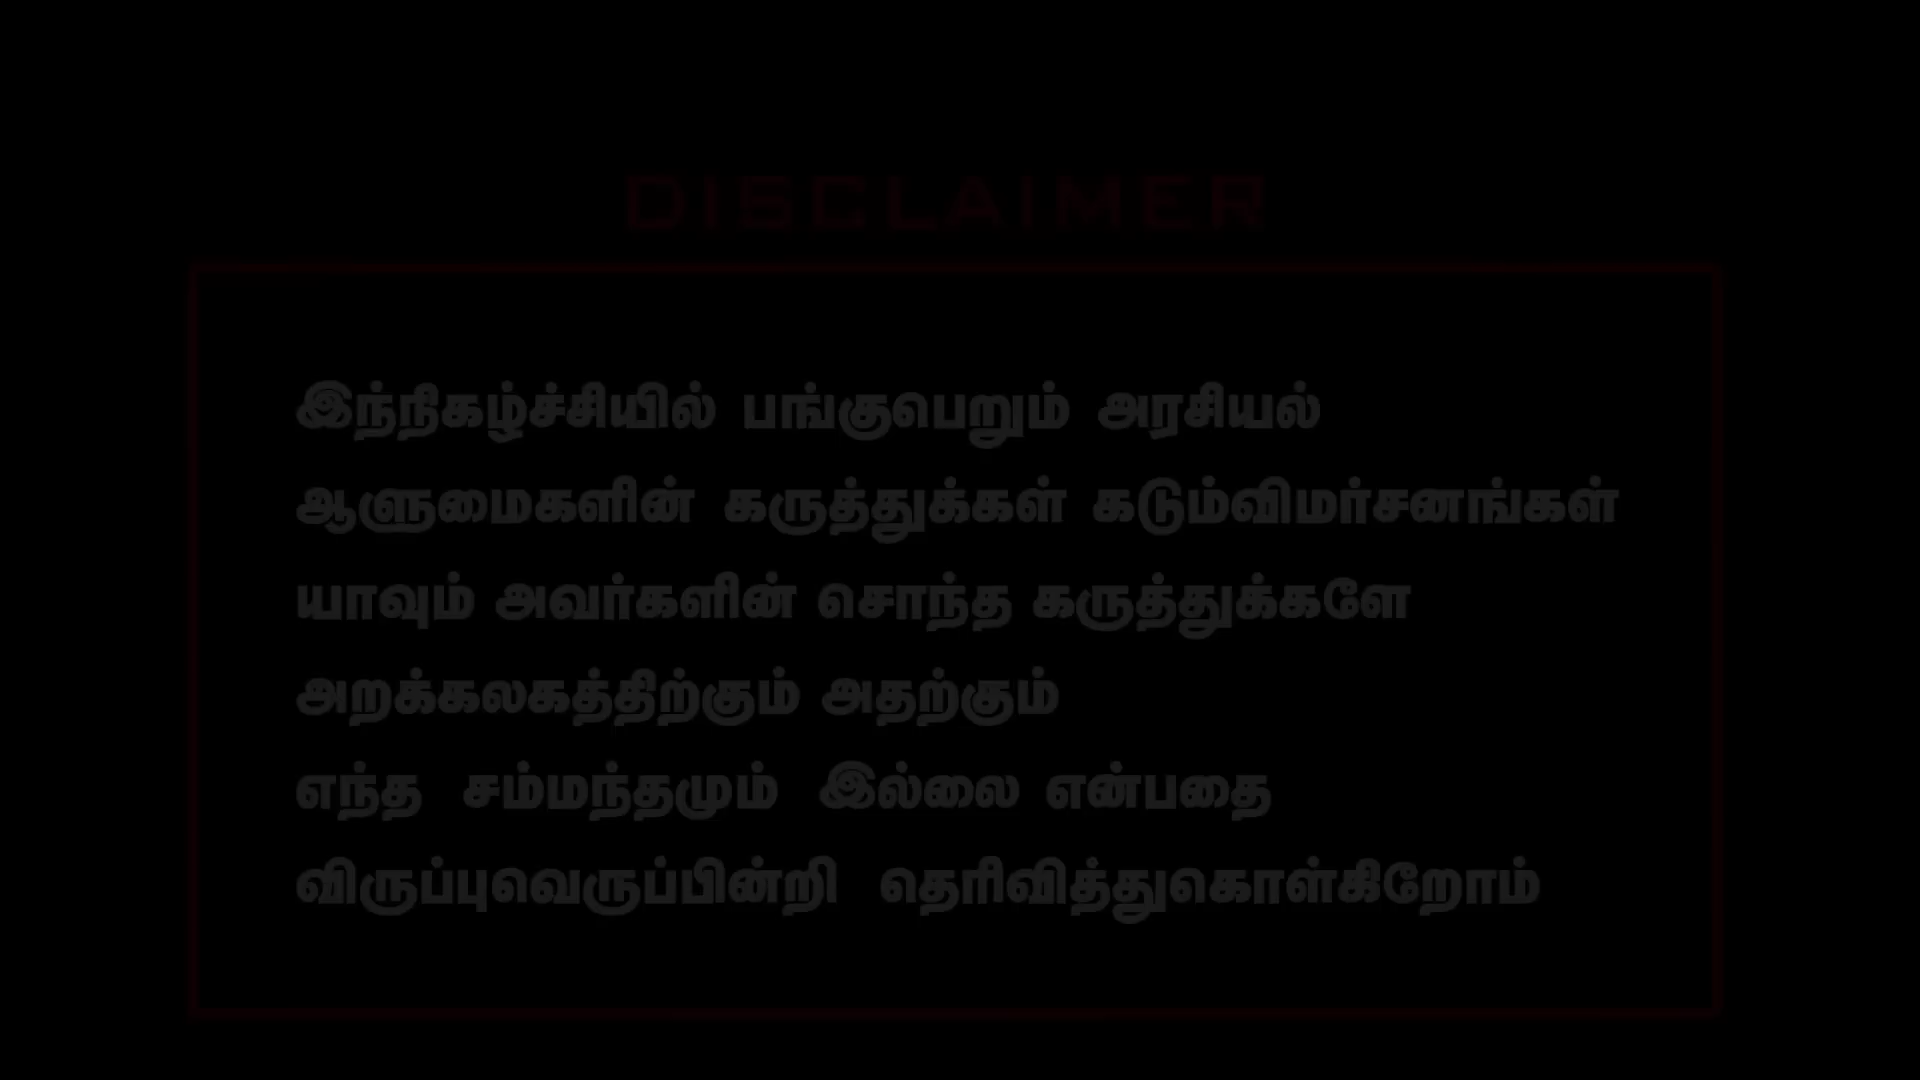 DISCLAIMER
இந்நிகழ்ச்சியில் பங்குபெறும் அரசியல்
ஆளுமைகளின் கருத்துக்கள் கடும்விமர்சனங்கள்
யாவும் அவர்களின் சொந்த கருத்துக்களே
அறக்கலகத்திற்கும் அதற்கும்
எந்த சம்மந்தமும் இல்லை என்பதை
விருப்புவெருப்பின்றி தெரிவித்துகொள்கிறோம்